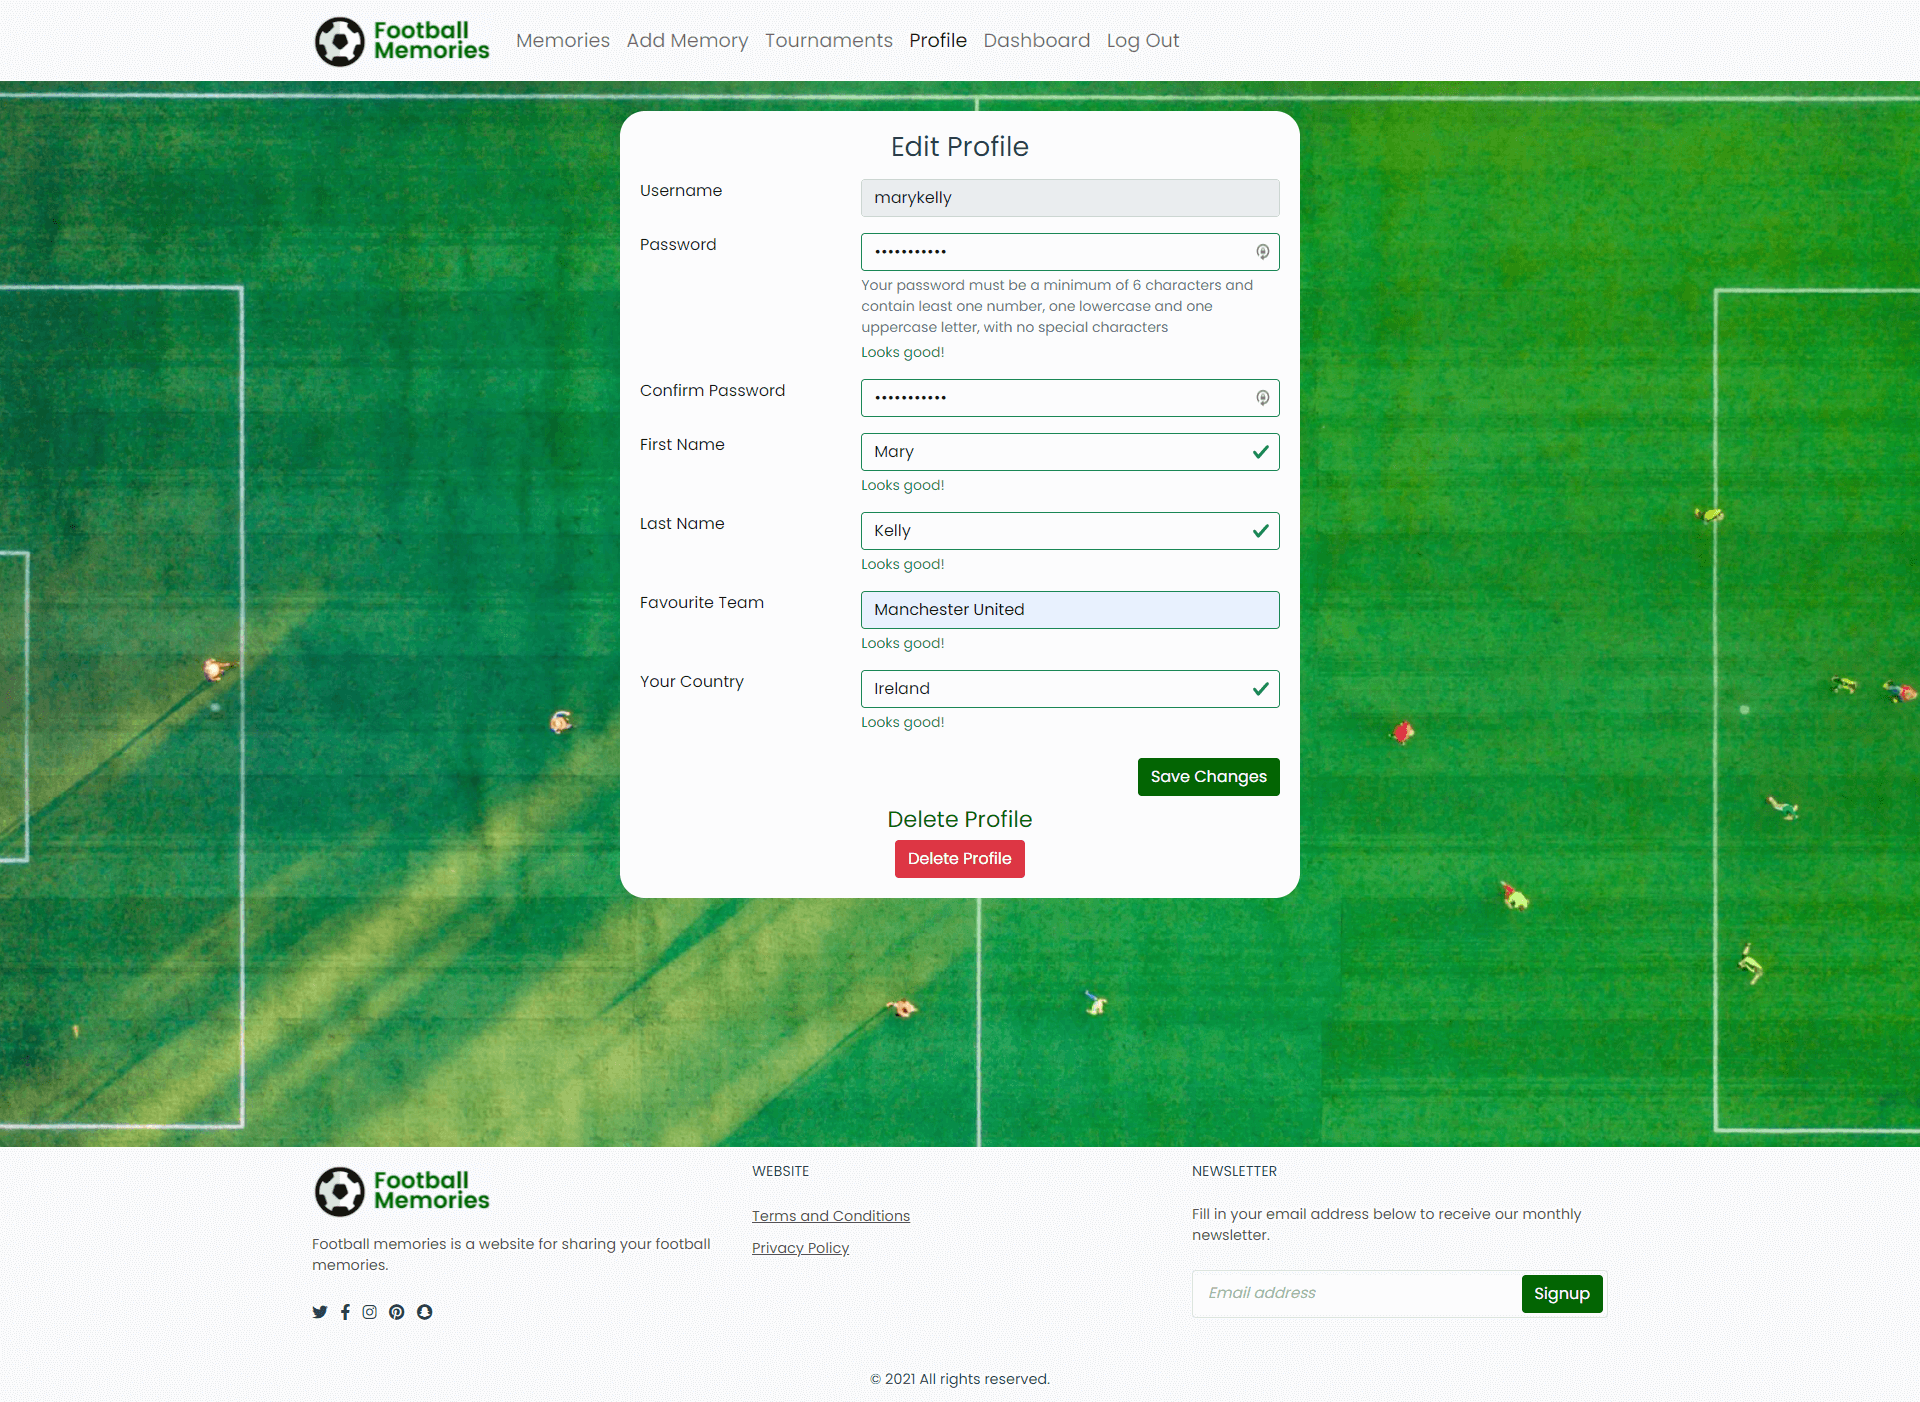 Football
Memories
Memories Add Memory Tournaments Profile Dashboard Log Out
Edit Profile
Username
marykelly
Password
•••••••••••
Your password must be a minimum of 6 characters and
contain least one number, one lowercase and one
uppercase letter, with no special characters
Looks good!
Confirm Password
•••••••••••
First Name
Mary
Looks good!
Last Name
Kelly
Looks good!
Favourite Team
Manchester United
Looks good!
Your Country
Ireland
Looks good!
Save Changes
Delete Profile
Delete Profile
Football
Memories
Football memories is a website for sharing your football
memories.
WEBSITE
Terms and Conditions
Privacy Policy
NEWSLETTER
Fill in your email address below to receive our monthly
newsletter.
Email address
Signup
© 2021 All rights reserved.